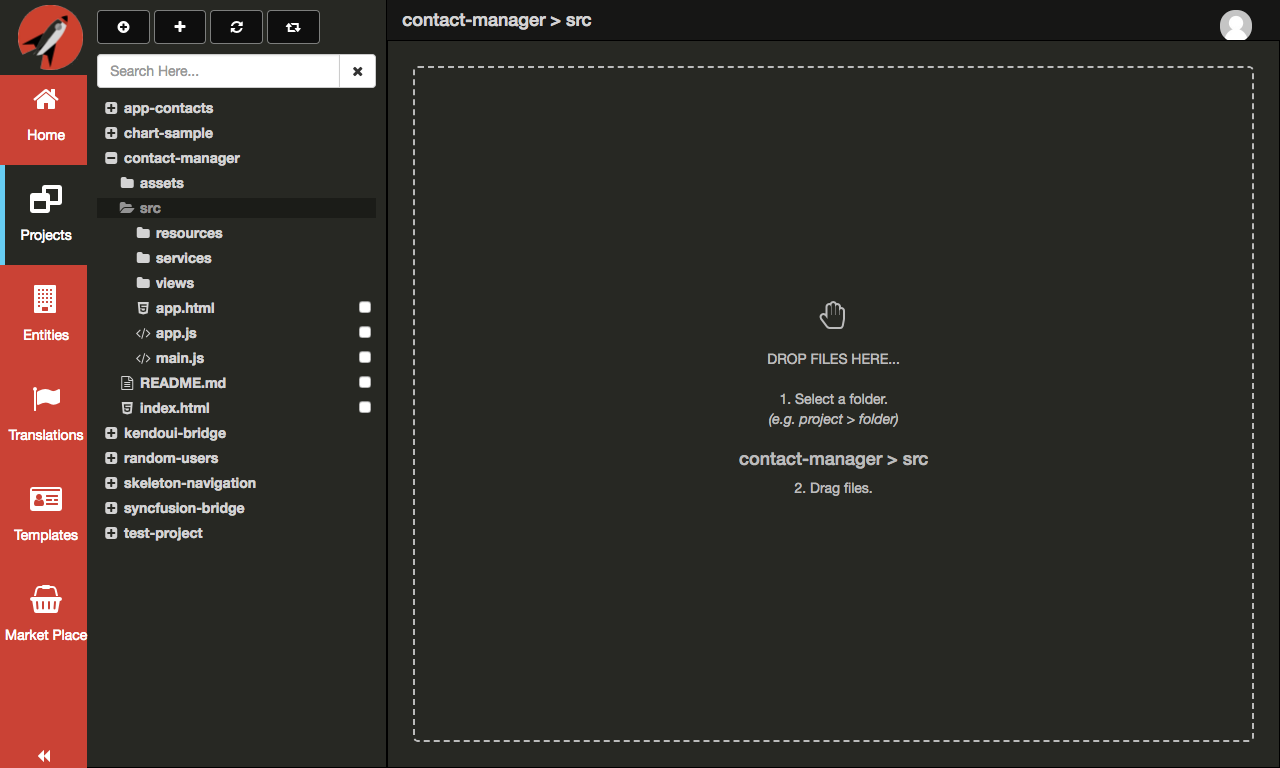 Home
Projects
Entities
Translations
Templates
Market Place
Search Here...
app-contacts
chart-sample
contact-manager
assets
src
resources
services
views
app.html
app.js
main.js
README.md
index.html
kendoui-bridge
random-users
skeleton-navigation
syncfusion-bridge
test-project
contact-manager > src
DROP FILES HERE...
1. Select a folder.
(e.g. project > folder)
contact-manager > src
2. Drag files.